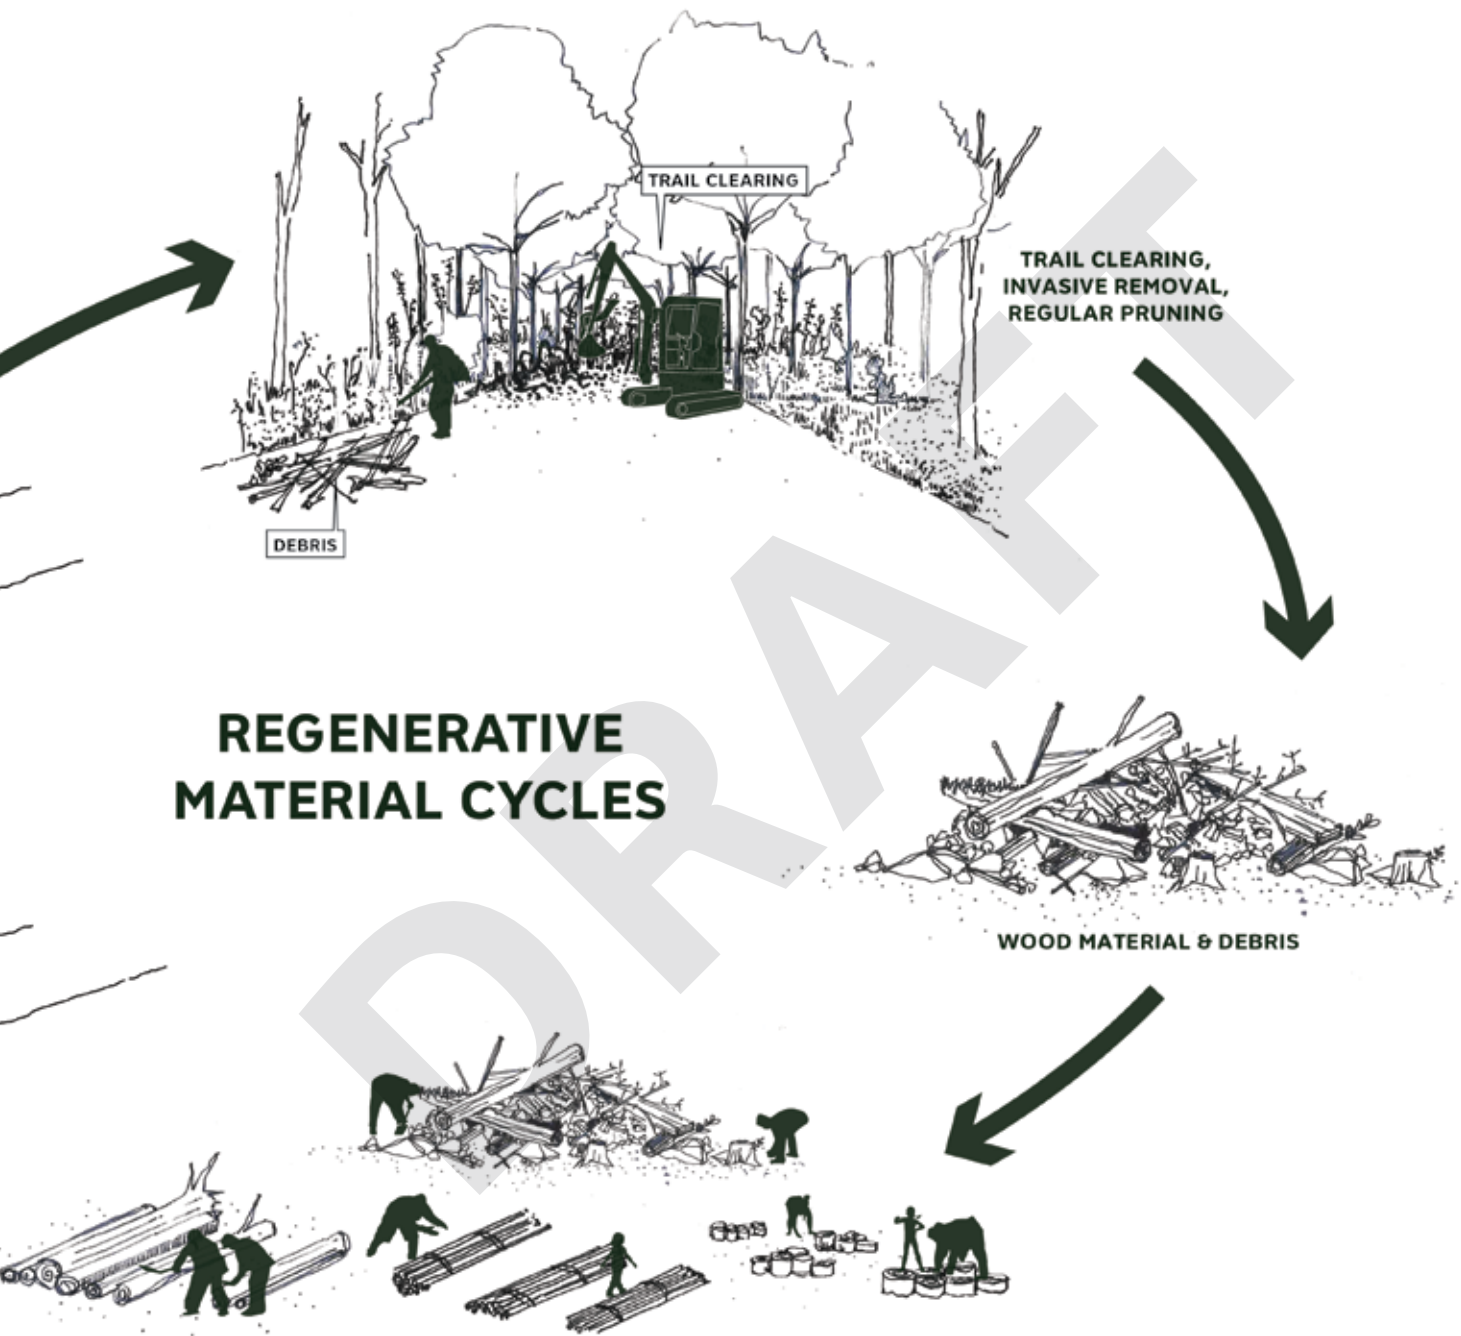 TRAIL CLEARING
TRAIL CLEARING,
INVASIVE REMOVAL,
REGULAR PRUNING
DEBRIS
REGENERATIVE
MATERIAL CYCLES
WOOD MATERIAL & DEBRIS
DRAFT